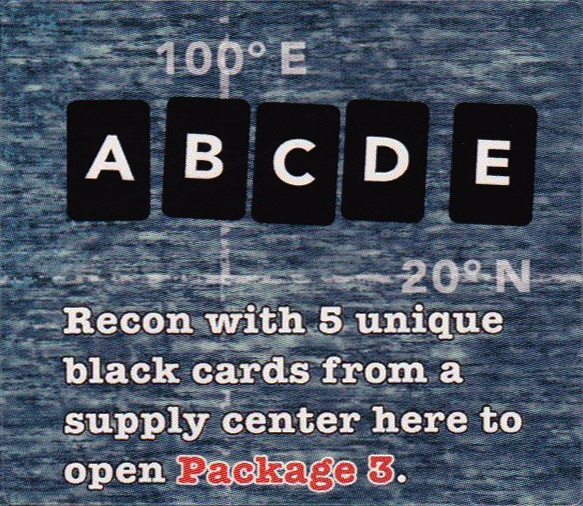 100° E
A B C D E
20° N
Recon with 5 unique
black cards from a
supply center here to
open Package 3.